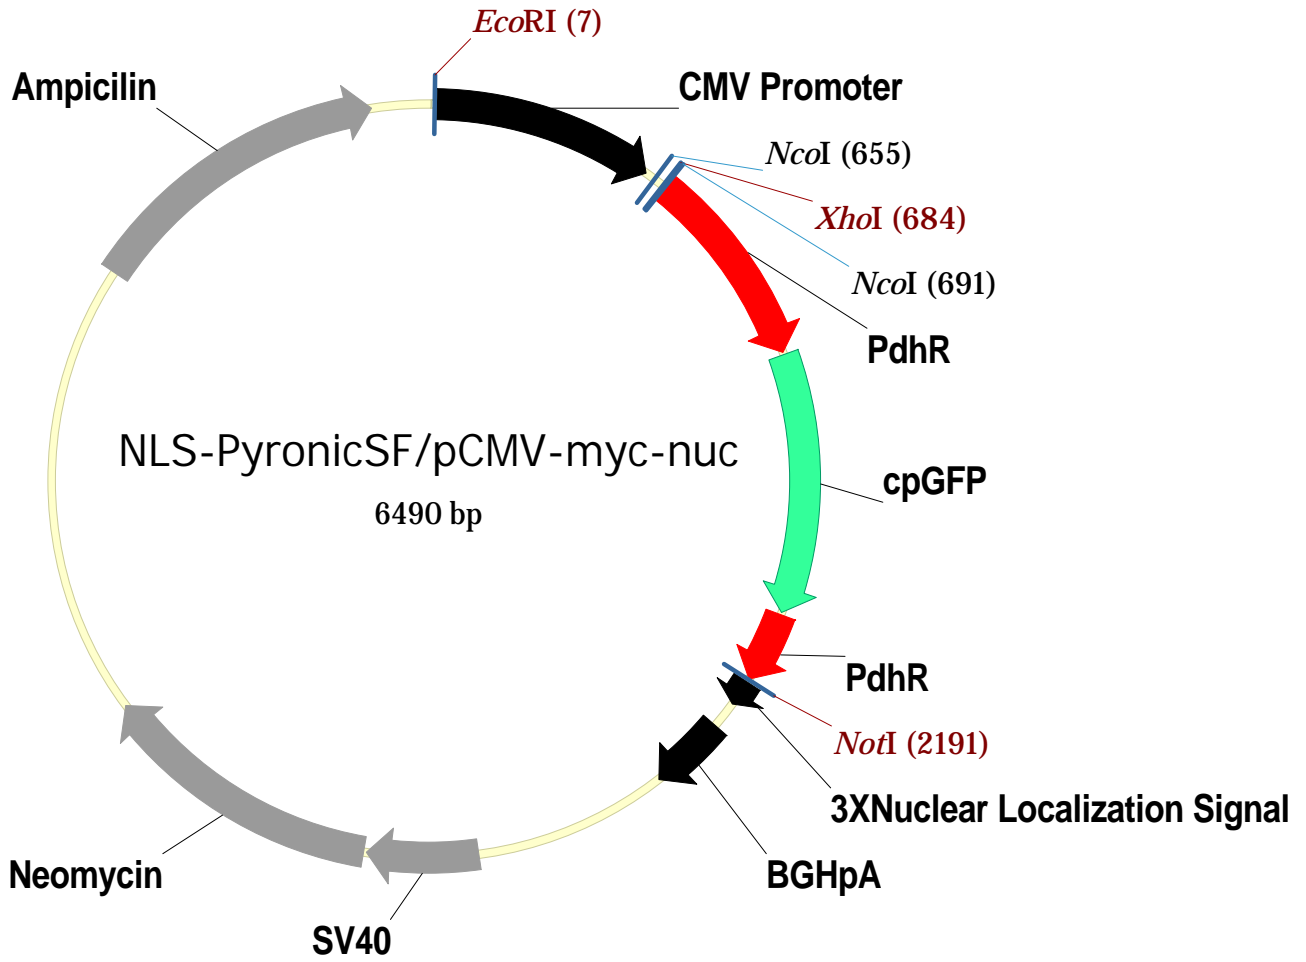 EcoRI (7)
Ampicilin
CMV Promoter
NcoI (655)
XhoI (684)
NcoI (691)
PdhR
NLS-PyronicSF/pCMV-myc-nuc
6490 bp
cpGFP
PdhR
NotI (2191)
3XNuclear Localization Signal
BGHpA
Neomycin
SV40